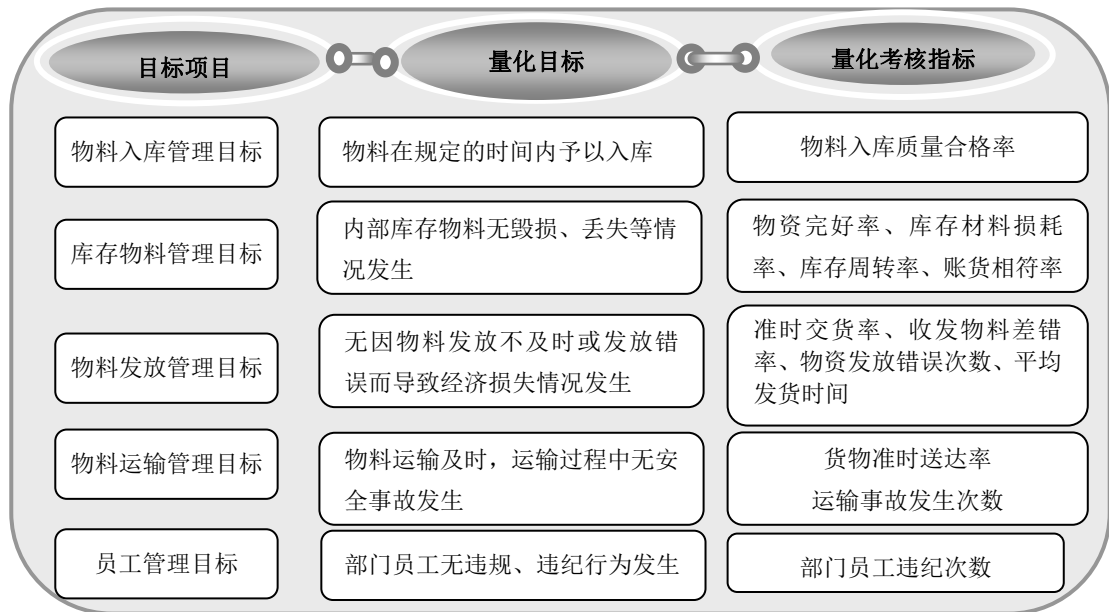 目标项目
量化目标
量化考核指标
物料入库管理目标
物料在规定的时间内予以入库
物料入库质量合格率
库存物料管理目标
内部库存物料无毁损、丢失等情
况发生
物资完好率、库存材料损耗
率、库存周转率、账货相符率
物料发放管理目标
无因物料发放不及时或发放错
误而导致经济损失情况发生
准时交货率、收发物料差错
率、物资发放错误次数、平均
发货时间
物料运输管理目标
物料运输及时，运输过程中无安
全事故发生
货物准时送达率
运输事故发生次数
员工管理目标
部门员工无违规、违纪行为发生
部门员工违纪次数